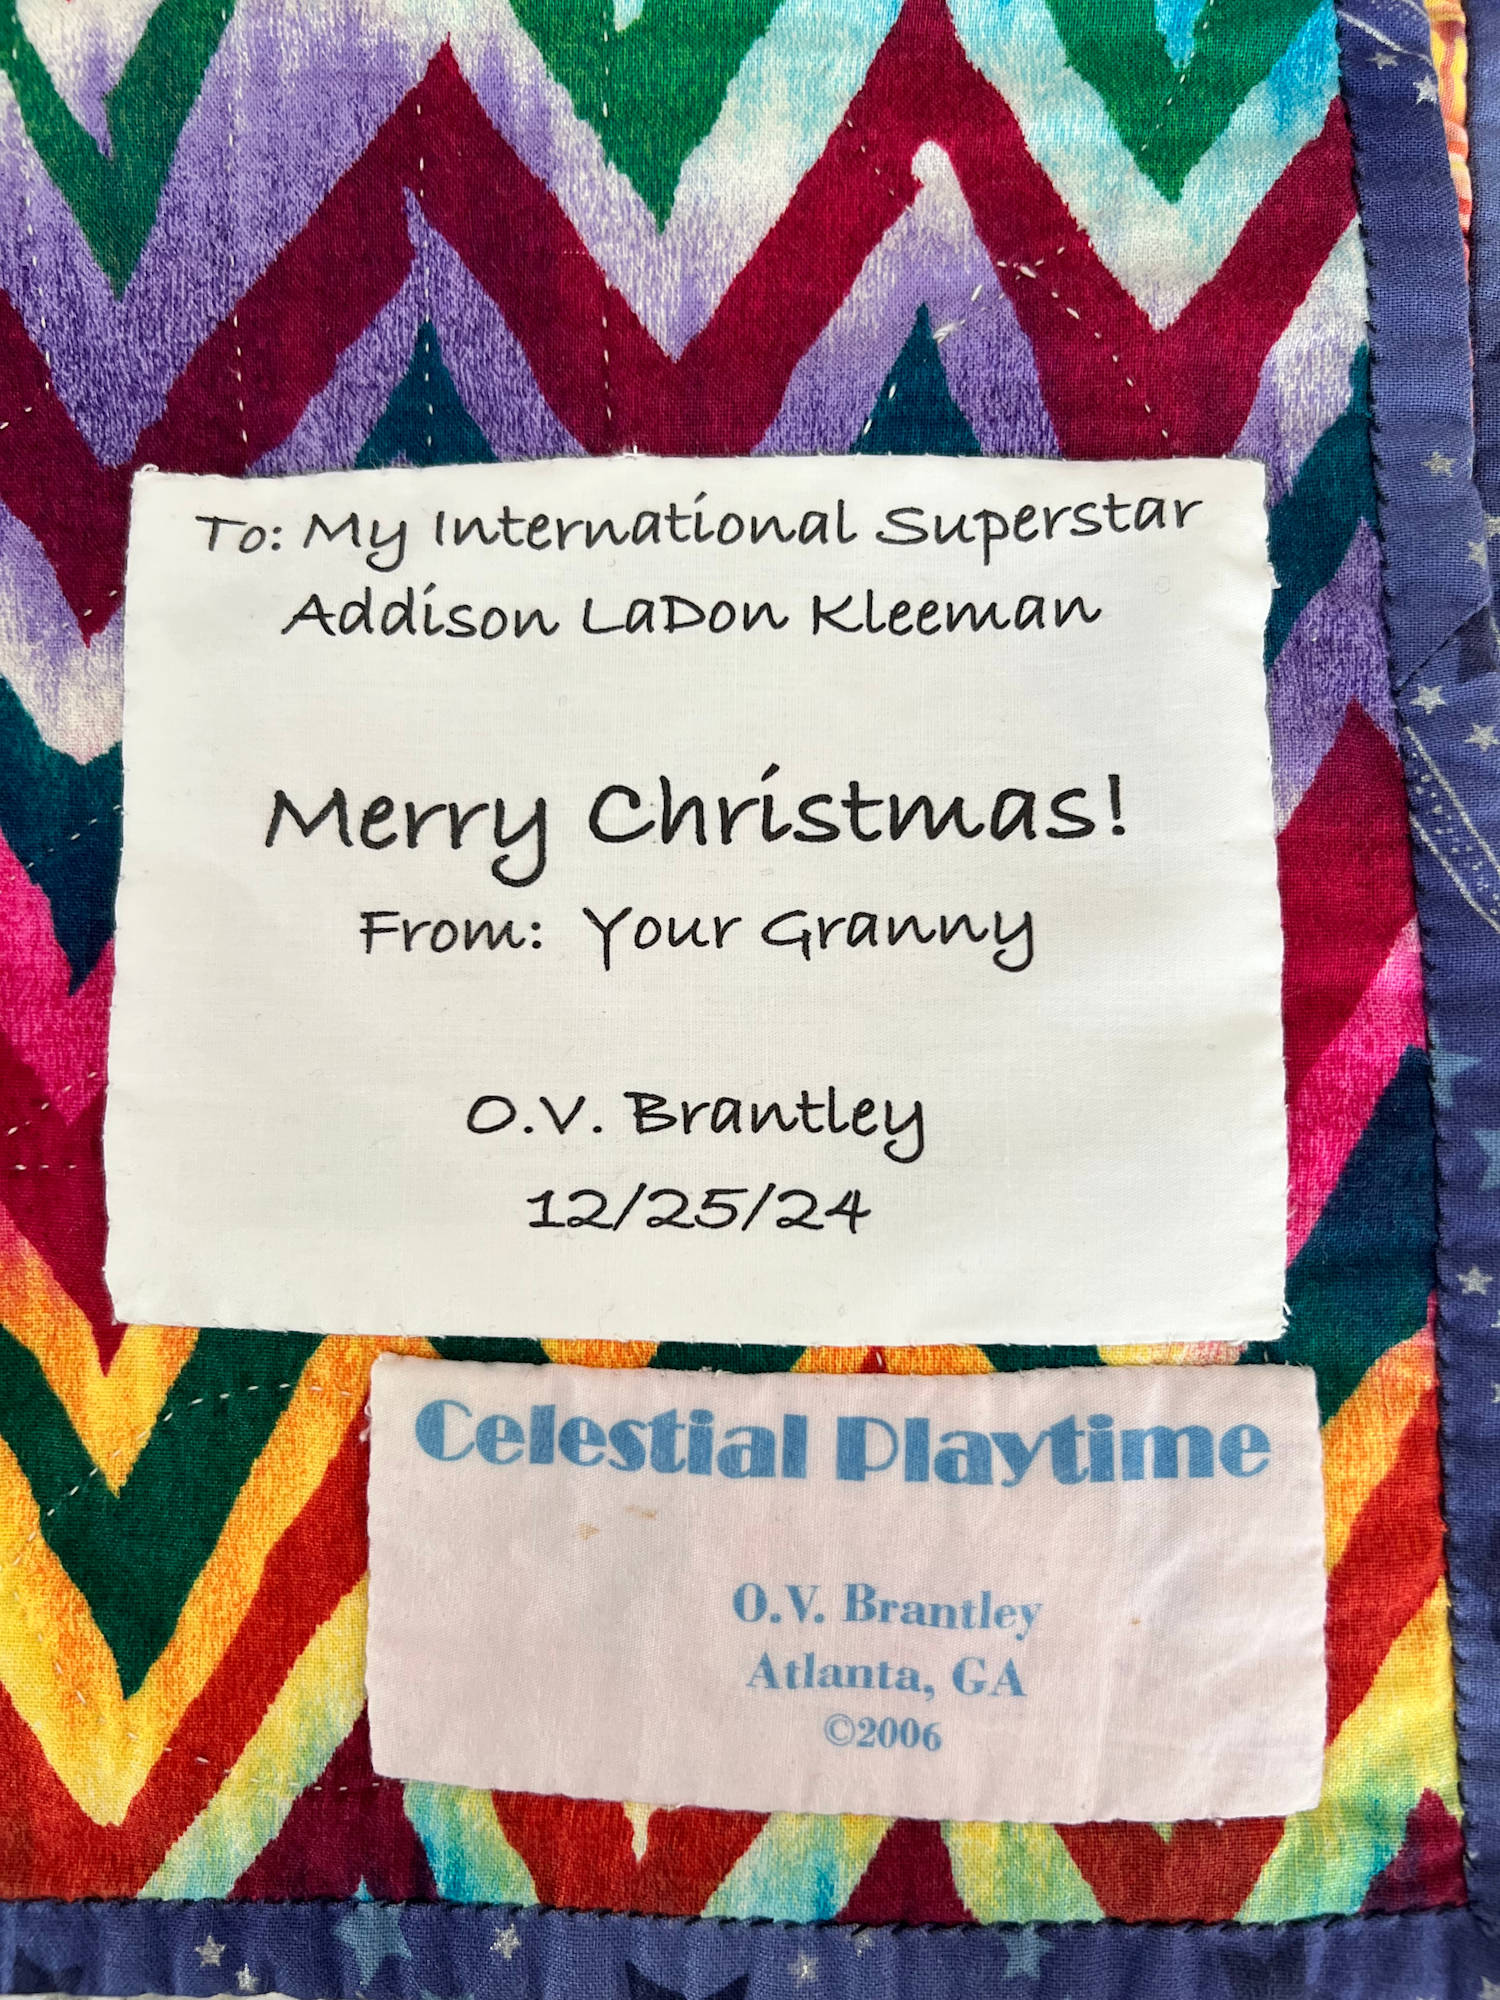 To: My International Superstar
Addison LaDon Kleeman
Merry Christmas!
From: Your Granny
O.V. Brantley
12/25/24
Celestial Playtime
O.V. Brantley
Atlanta, GA
©2006